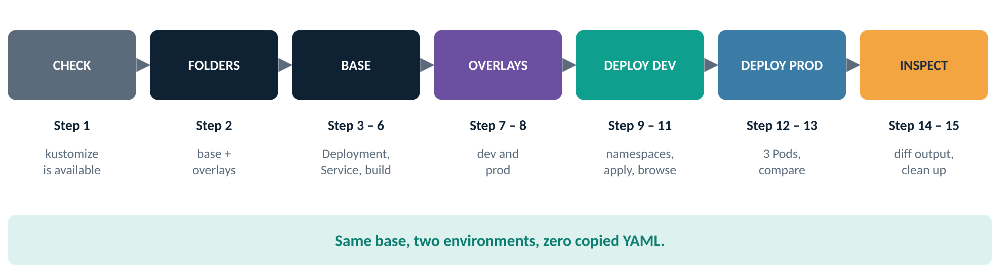 CHECK
FOLDERS
BASE
OVERLAYS
DEPLOY DEV
DEPLOY PROD
INSPECT
Step 1
Step 2
Step 3 – 6
Step 7 – 8
Step 9 – 11
Step 12 – 13
Step 14 – 15
kustomize
is available
base +
overlays
Deployment,
Service, build
dev and
prod
namespaces,
apply, browse
3 Pods,
compare
diff output,
clean up
Same base, two environments, zero copied YAML.